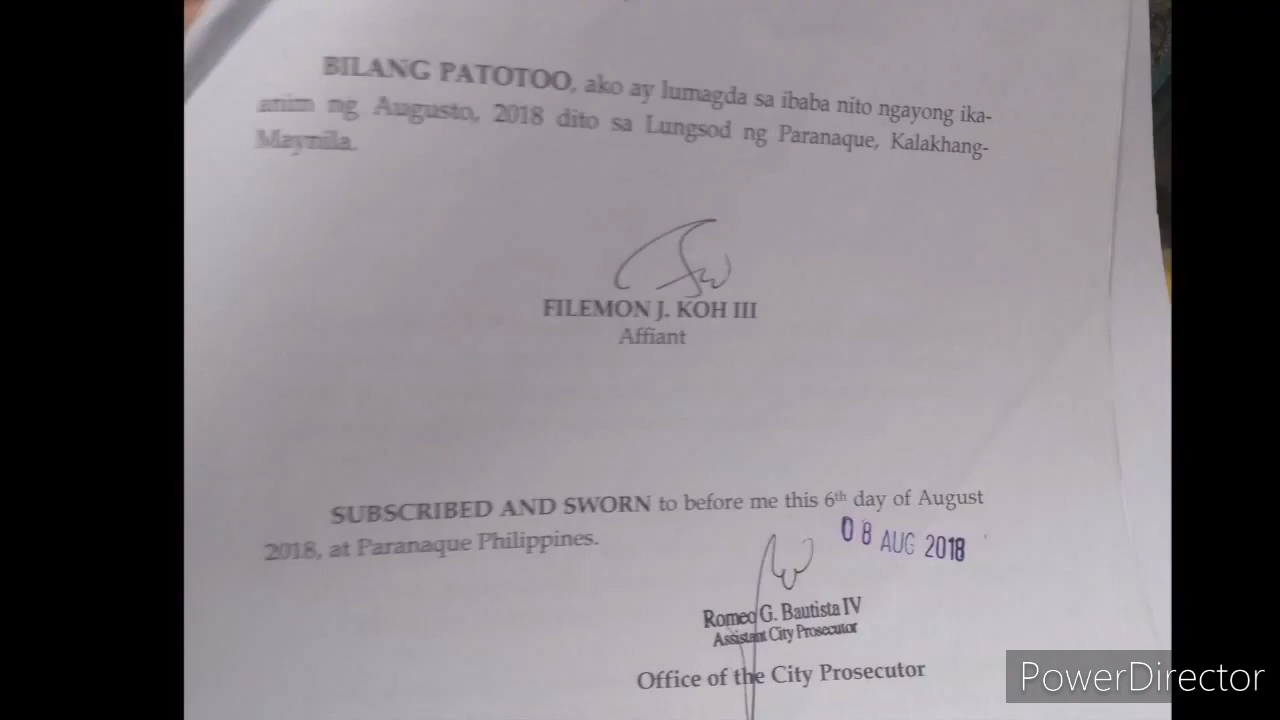 BILANG PATOTOO, ako ay lumagda sa ibaba nito ngayong ika-
anim ng Augusto, 2018 dito sa Lungsod ng Paranaque, Kalakhang-
Maynila.
FILEMON J. KOH III
Affiant
SUBSCRIBED AND SWORN to before me this 6th day of August
2018, at Paranaque Philippines.
08 AUG 2018
Romeo G. Bautista IV
Assistant City Prosecutor
Office of the City Prosecutor
PowerDirector